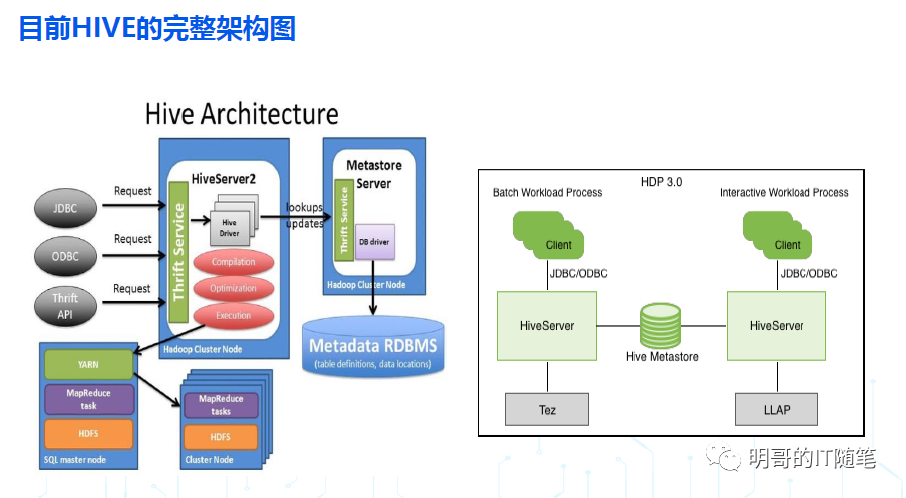 目前HIVE的完整架构图
Hive Architecture
JDBC
ODBC
Thrift
API
Request
Request
Request
HiveServer2
Thrift Service
Hive
Driver
Compilation
Optimization
Execution
Hadoop Cluster Node
lookups
updates
Metastore
Server
Thrift Service
DB driver
Hadoop Cluster Node
Metadata RDBMS
(table definitions, data locations)
YARN
MapReduce
task
HDFS
SQL master node
MapReduce
tasks
HDFS
Cluster Node
HDP 3.0
Batch Workload Process
Interactive Workload Process
Client
Client
JDBC/ODBC
JDBC/ODBC
HiveServer
HiveServer
Hive Metastore
Tez
LLAP
明哥的IT随笔